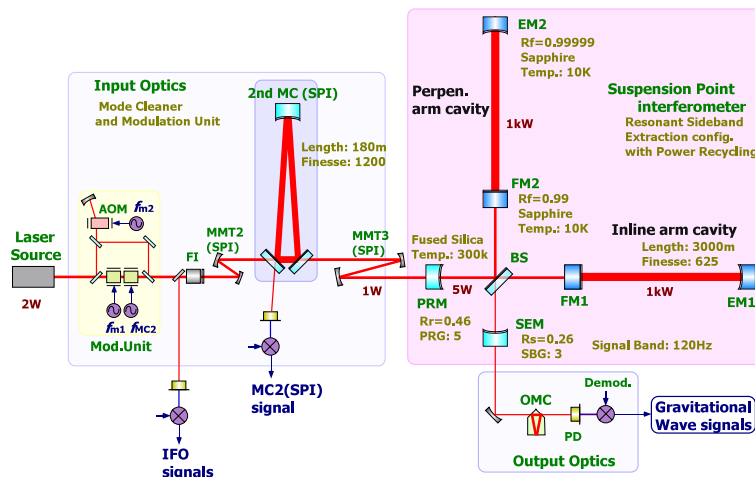 Input Optics
Mode Cleaner
and Modulation Unit
2nd MC (SPI)
Length: 180m
Finesse: 1200
AOM
fm2
Laser
Source
2W
fm1
fMC2
Mod.Unit
FI
MMT2
(SPI)
MMT3
(SPI)
1W
MC2(SPI)
signal
IFO
signals
EM2
Rf=0.99999
Sapphire
Temp.: 10K
Perpen.
arm cavity
1kW
Suspension Point
interferometer
Resonant Sideband
Extraction config.
with Power Recycling
FM2
Rf=0.99
Sapphire
Temp.: 10K
Fused Silica
Temp.: 300k
BS
Inline arm cavity
Length: 3000m
Finesse: 625
PRM
5W
FM1
1kW
EM1
Rr=0.46
PRG: 5
SEM
Rs=0.26
SBG: 3
Signal Band: 120Hz
OMC
Demod.
PD
Gravitational
Wave signals
Output Optics